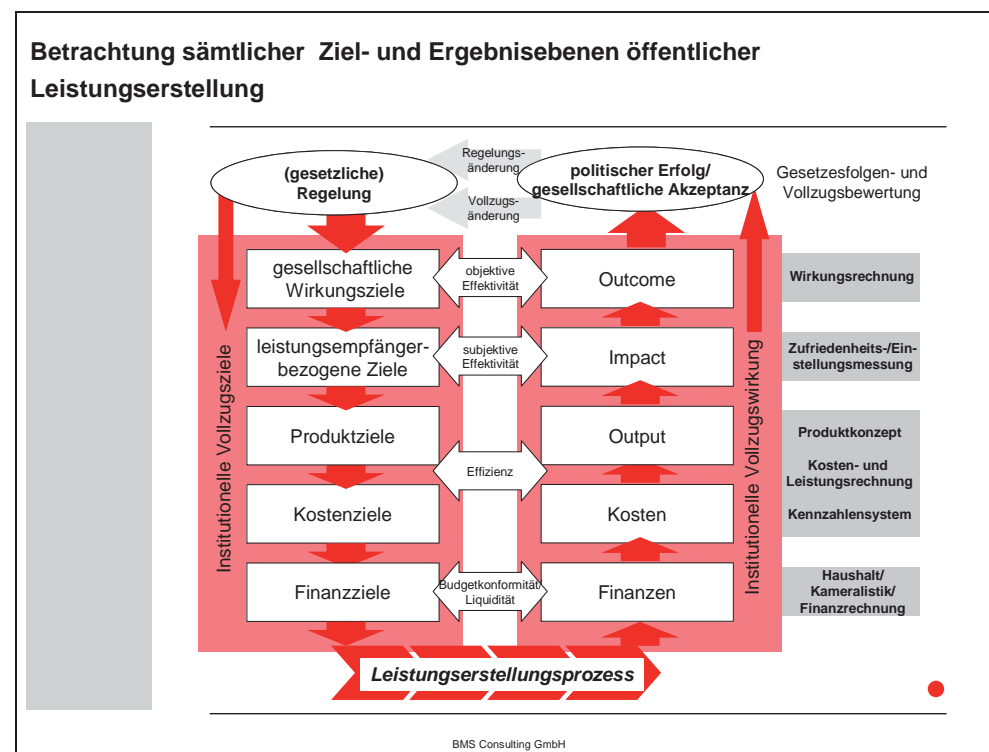 Betrachtung sämtlicher Ziel- und Ergebnisebenen öffentlicher
Leistungserstellung
(gesetzliche)
Regelung
Regelungs-
änderung
Vollzugs-
änderung
politischer Erfolg/
gesellschaftliche Akzeptanz
Gesetzesfolgen- und
Vollzugsbewertung
Institutionelle Vollzugsziele
gesellschaftliche
Wirkungsziele
objektive
Effektivität
Outcome
Wirkungsrechnung
leistungsempfänger-
bezogene Ziele
subjektive
Effektivität
Impact
Zufriedenheits-/Ein-
stellungsmessung
Produktziele
Output
Effizienz
Kostenziele
Kosten
Produktkonzept
Kosten- und
Leistungsrechnung
Kennzahlensystem
Finanzziele
Budgetkonformität/
Liquidität
Finanzen
Haushalt/
Kameralistik/
Finanzrechnung
Institutionelle Vollzugswirkung
Leistungserstellungsprozess
BMS Consulting GmbH